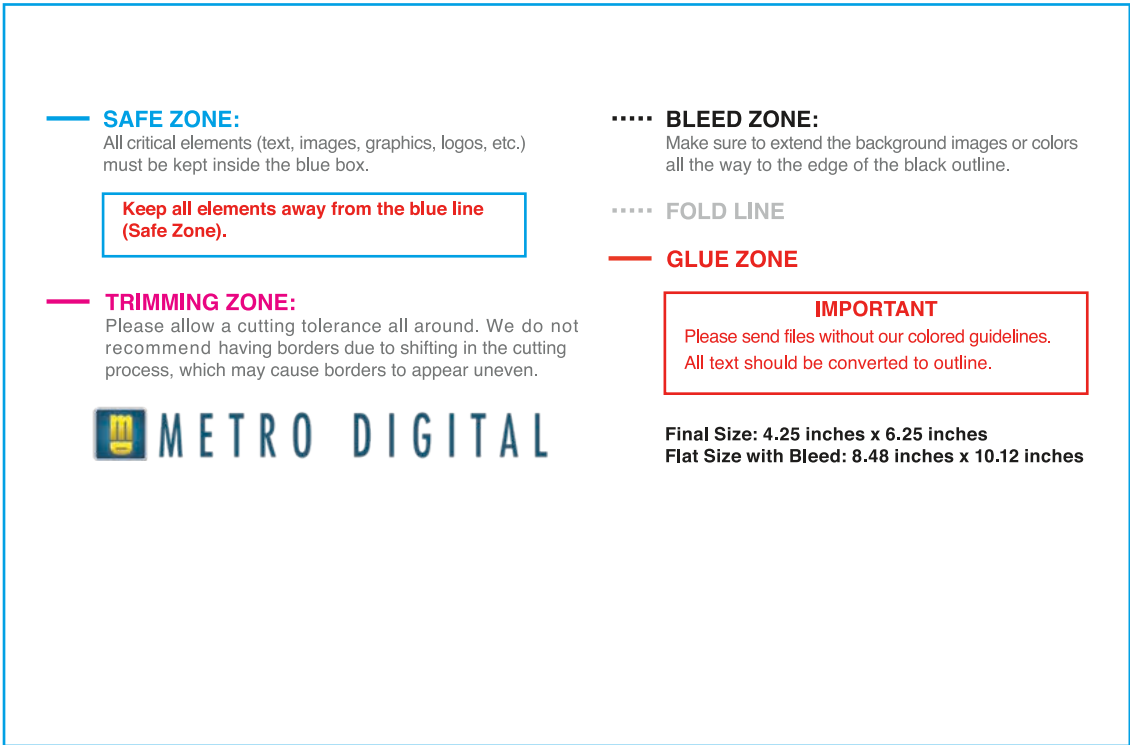 SAFE ZONE:
All critical elements (text, images, graphics, logos, etc.)
must be kept inside the blue box.
Keep all elements away from the blue line
(Safe Zone).
TRIMMING ZONE:
Please allow a cutting tolerance all around. We do not
recommend having borders due to shifting in the cutting
process, which may cause borders to appear uneven.
METRO DIGITAL
BLEED ZONE:
Make sure to extend the background images or colors
all the way to the edge of the black outline.
FOLD LINE
GLUE ZONE
IMPORTANT
Please send files without our colored guidelines.
All text should be converted to outline.
Final Size: 4.25 inches x 6.25 inches
Flat Size with Bleed: 8.48 inches x 10.12 inches